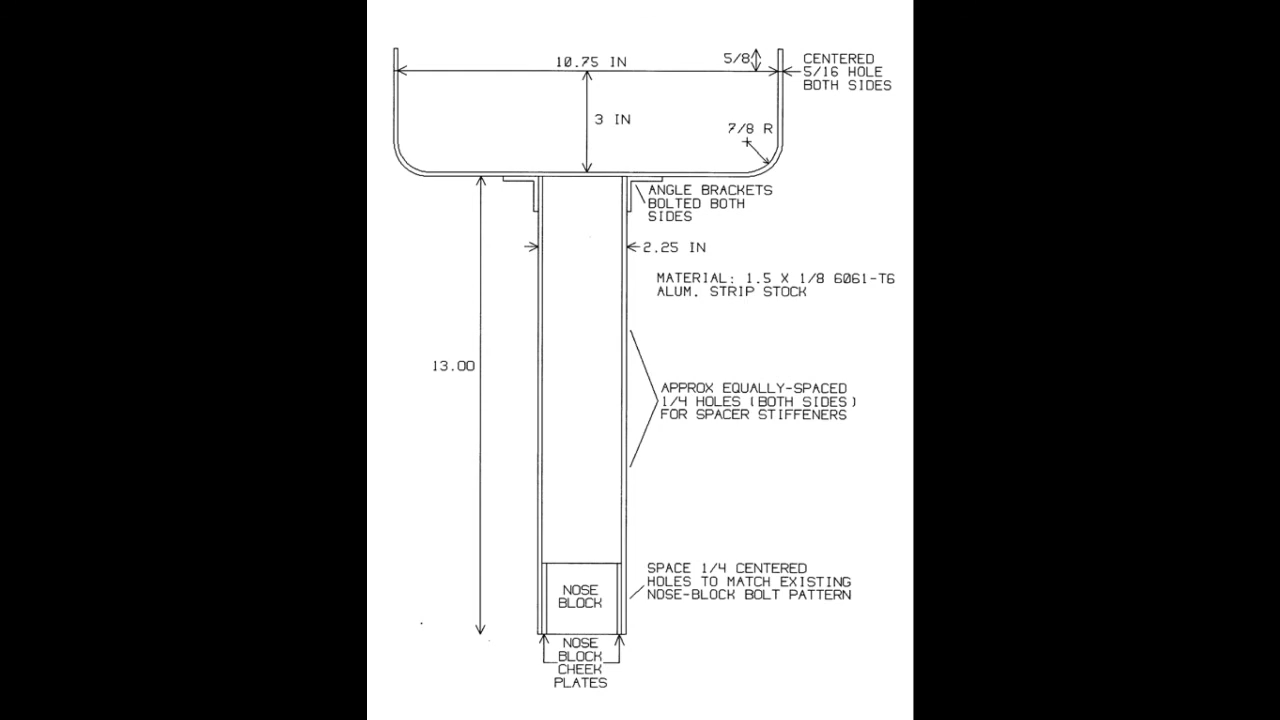 10.75 IN
5/8
CENTERED
5/16 HOLE
BOTH SIDES
3 IN
7/8 R
ANGLE BRACKETS
BOLTED BOTH
SIDES
2.25 IN
MATERIAL: 1.5 X 1/8 6061-T6
ALUM. STRIP STOCK
13.00
APPROX EQUALLY-SPACED
1/4 HOLES (BOTH SIDES)
FOR SPACER STIFFENERS
SPACE 1/4 CENTERED
HOLES TO MATCH EXISTING
NOSE-BLOCK BOLT PATTERN
NOSE
BLOCK
NOSE
BLOCK
CHEEK
PLATES